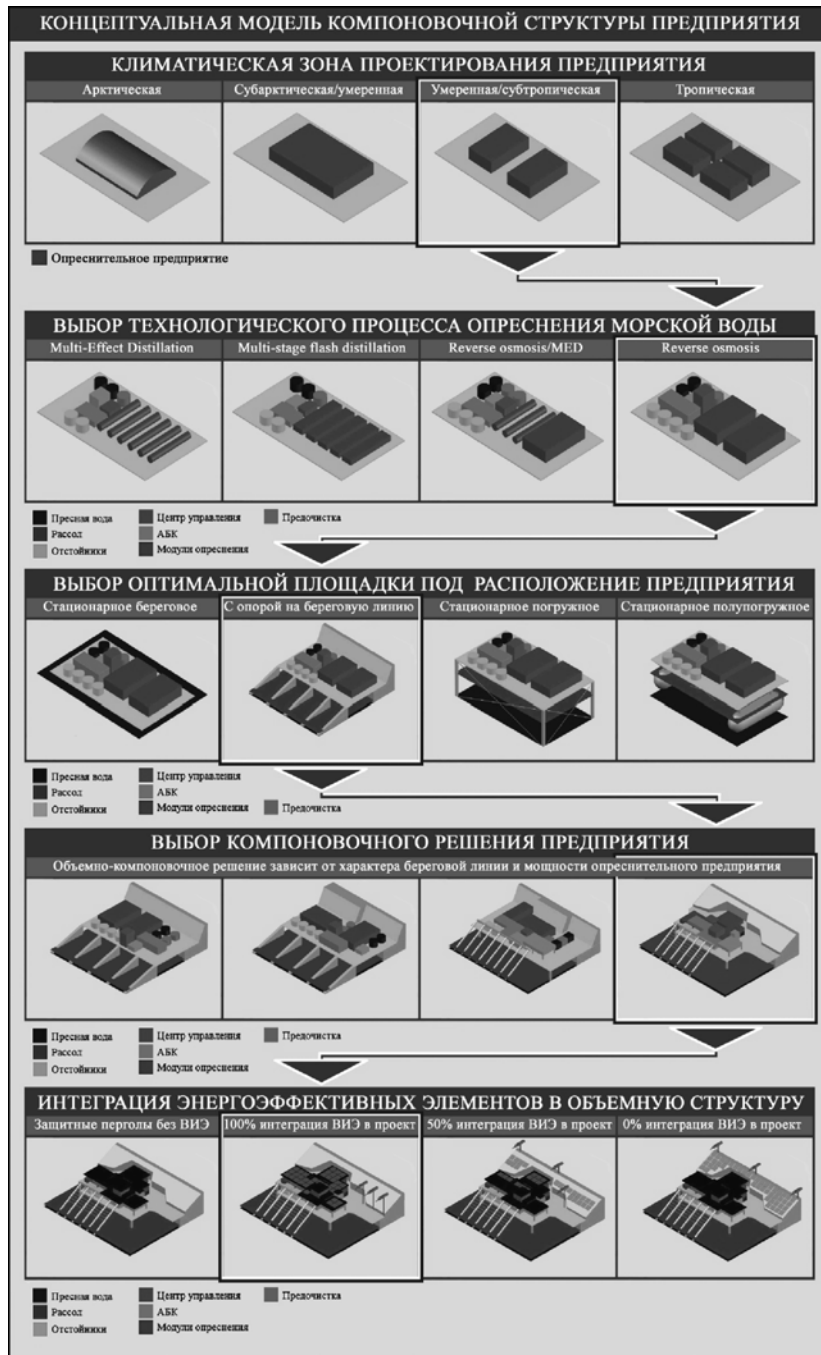 КОНЦЕПТУАЛЬНАЯ МОДЕЛЬ КОМПОНОВОЧНОЙ СТРУКТУРЫ ПРЕДПРИЯТИЯ
КЛИМАТИЧЕСКАЯ ЗОНА ПРОЕКТИРОВАНИЯ ПРЕДПРИЯТИЯ
Арктическая
Субарктическая/умеренная
Умеренная/субтропическая
Тропическая
Опреснительное предприятие
ВЫБОР ТЕХНОЛОГИЧЕСКОГО ПРОЦЕССА ОПРЕСНЕНИЯ МОРСКОЙ ВОДЫ
Multi-Effect Distillation
Multi-stage flash distillation
Reverse osmosis/MED
Reverse osmosis
Пресная вода
Рассол
Отстойники
Центр управления
АБК
Модули опреснения
Предочистка
ВЫБОР ОПТИМАЛЬНОЙ ПЛОЩАДКИ ПОД РАСПОЛОЖЕНИЕ ПРЕДПРИЯТИЯ
Стационарное береговое
С опорой на береговую линию
Стационарное погружное
Стационарное полупогружное
Пресная вода
Рассол
Отстойники
Центр управления
АБК
Модули опреснения
Предочистка
ВЫБОР КОМПОНОВОЧНОГО РЕШЕНИЯ ПРЕДПРИЯТИЯ
Объемно-компоновочное решение зависит от характера береговой линии и мощности опреснительного предприятия
Пресная вода
Рассол
Отстойники
Центр управления
АБК
Модули опреснения
Предочистка
ИНТЕГРАЦИЯ ЭНЕРГОЭФФЕКТИВНЫХ ЭЛЕМЕНТОВ В ОБЪЕМНУЮ СТРУКТУРУ
Защитные перголы без ВИЭ
100% интеграция ВИЭ в проект
50% интеграция ВИЭ в проект
0% интеграция ВИЭ в проект
Пресная вода
Рассол
Отстойники
Центр управления
АБК
Модули опреснения
Предочистка